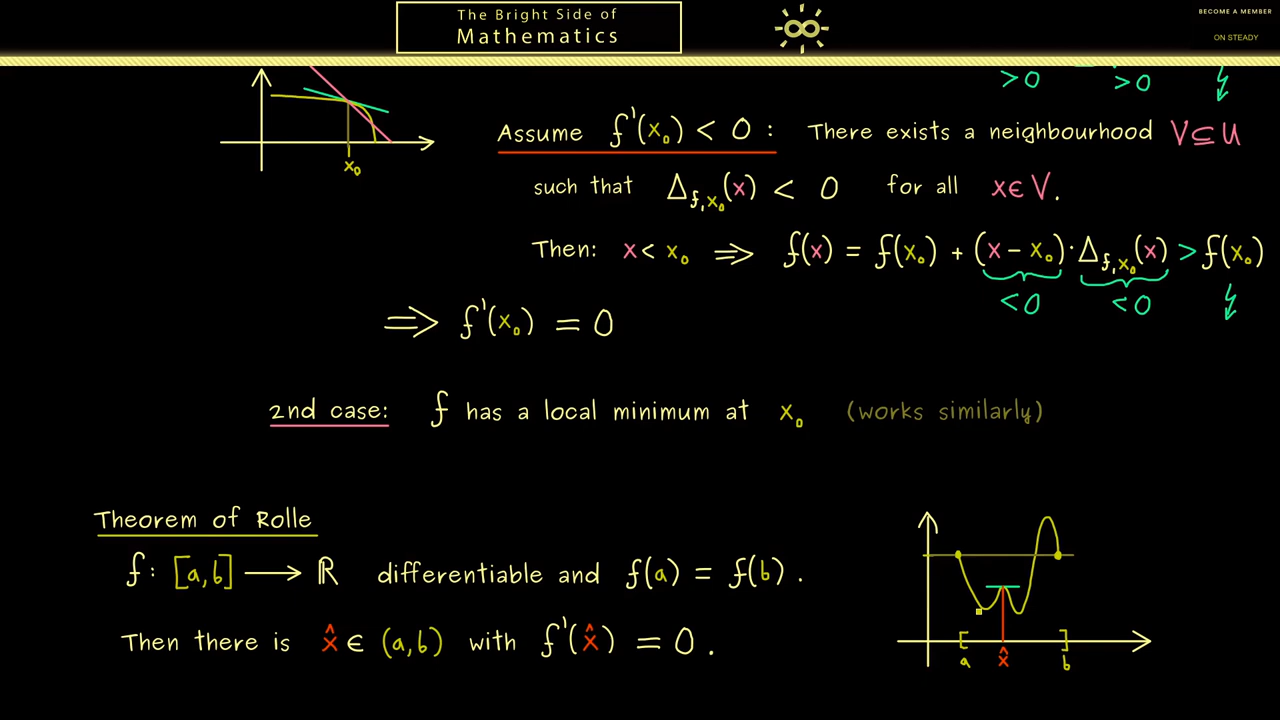 The Bright Side of
Mathematics
BECOME A MEMBER
ON STEADY
> 0 > 0
x₀
Assume f'(x₀) < 0 : There exists a neighbourhood V ⊆ U
such that Δ_{f,x₀}(x) < 0 for all x ∈ V.
Then: x < x₀ ⟹ f(x) = f(x₀) + (x - x₀) · Δ_{f,x₀}(x) > f(x₀)
< 0 < 0
⟹ f'(x₀) = 0
2nd case: f has a local minimum at x₀ (works similarly)
Theorem of Rolle
f: [a,b] ⟶ ℝ differentiable and f(a) = f(b).
Then there is x̂ ∈ (a,b) with f'(x̂) = 0.
a x̂ b